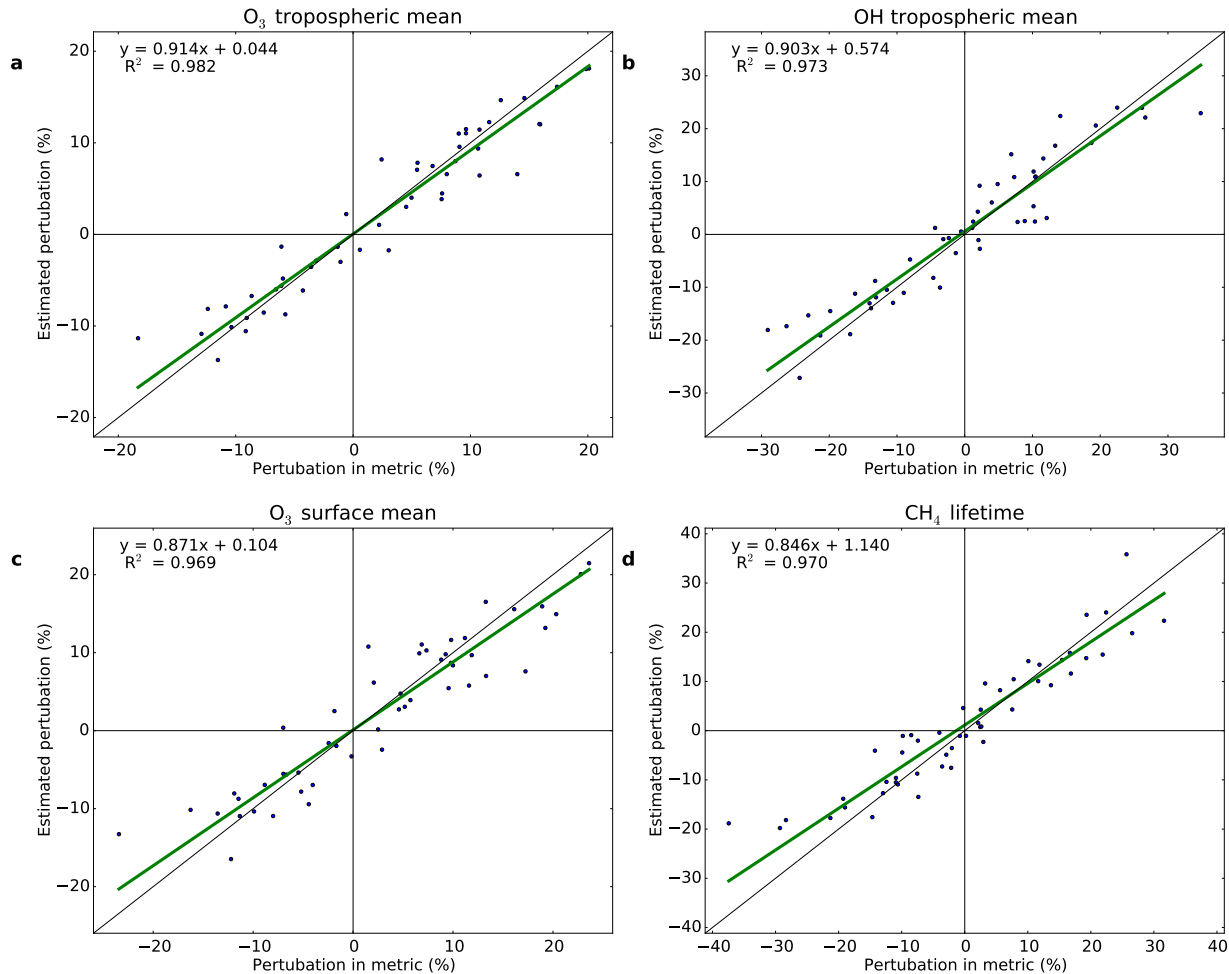 O₃ tropospheric mean
a
y = 0.914x + 0.044
R² = 0.982
20
10
0
−10
−20
Estimated pertubation (%)
−20 −10 0 10 20
Pertubation in metric (%)
OH tropospheric mean
b
y = 0.903x + 0.574
R² = 0.973
30
20
10
0
−10
−20
−30
Estimated pertubation (%)
−30 −20 −10 0 10 20 30
Pertubation in metric (%)
O₃ surface mean
c
y = 0.871x + 0.104
R² = 0.969
20
10
0
−10
−20
Estimated pertubation (%)
−20 −10 0 10 20
Pertubation in metric (%)
CH₄ lifetime
d
y = 0.846x + 1.140
R² = 0.970
40
30
20
10
0
−10
−20
−30
−40
Estimated pertubation (%)
−40 −30 −20 −10 0 10 20 30 40
Pertubation in metric (%)